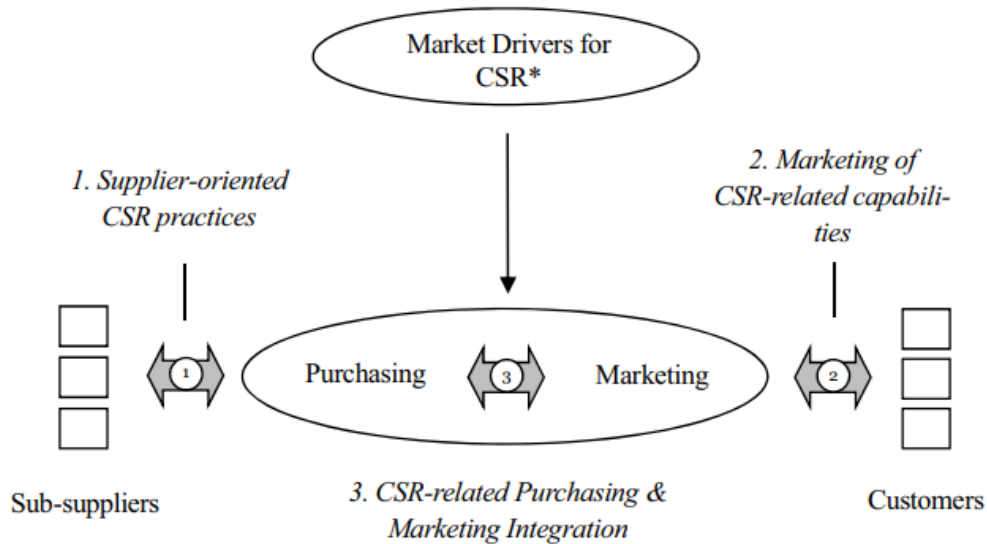 Market Drivers for
CSR*
1. Supplier-oriented
CSR practices
2. Marketing of
CSR-related capabili-
ties
Purchasing
Marketing
1
3
2
Sub-suppliers
3. CSR-related Purchasing &
Marketing Integration
Customers